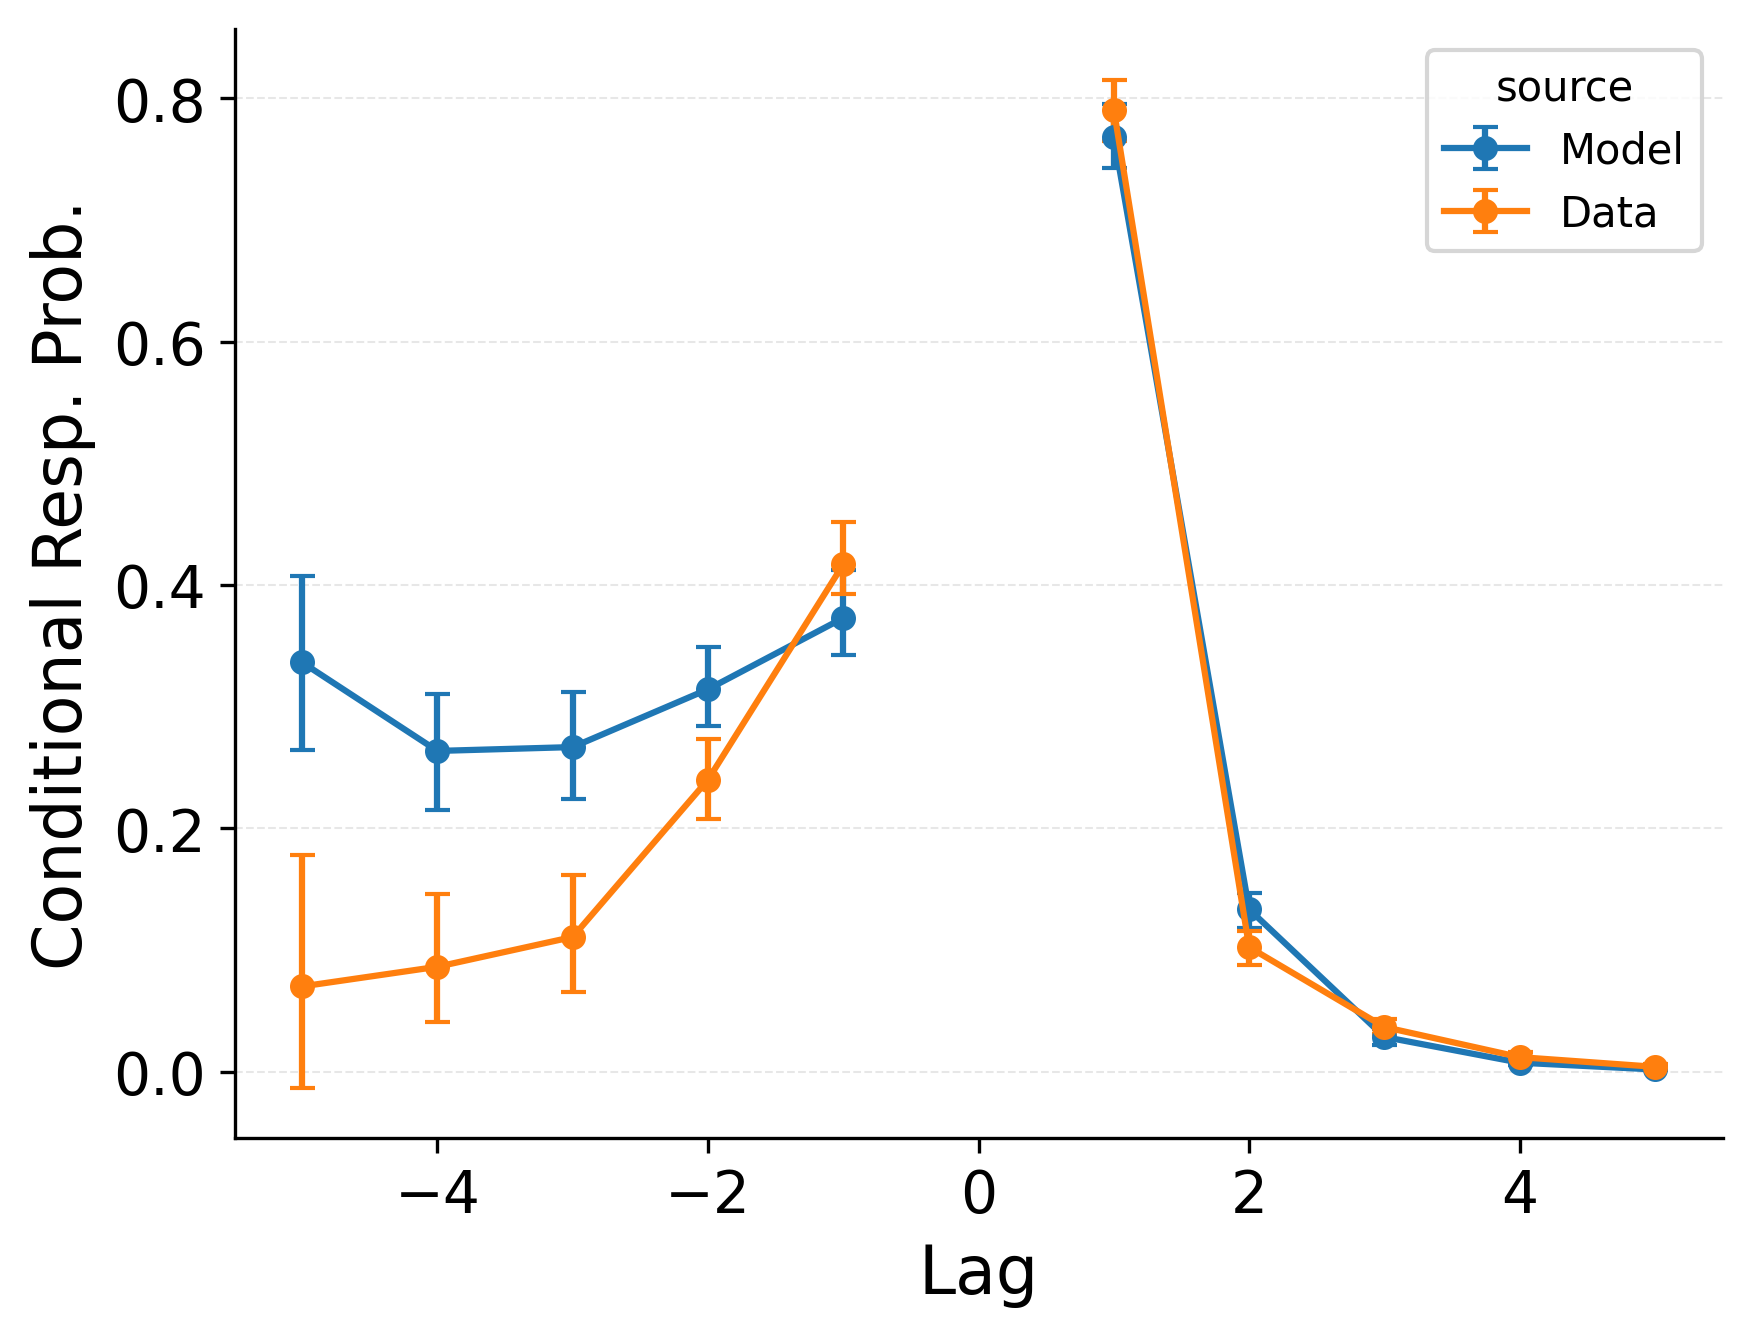 source
Model
Data
Conditional Resp. Prob.
0.8
0.6
0.4
0.2
0.0
−4 −2 0 2 4
Lag